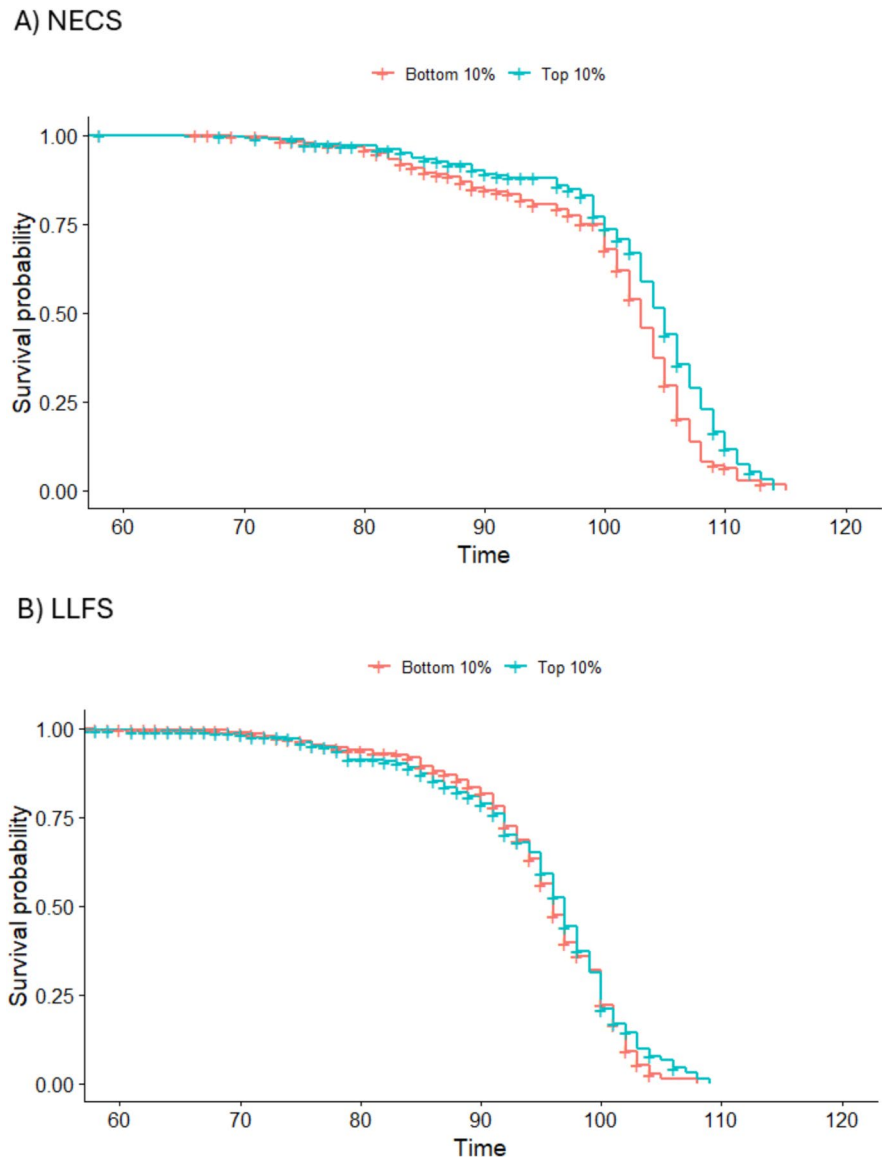 A) NECS
Bottom 10% Top 10%
Survival probability
1.00
0.75
0.50
0.25
0.00
60 70 80 90 100 110 120
Time
B) LLFS
Bottom 10% Top 10%
Survival probability
1.00
0.75
0.50
0.25
0.00
60 70 80 90 100 110 120
Time